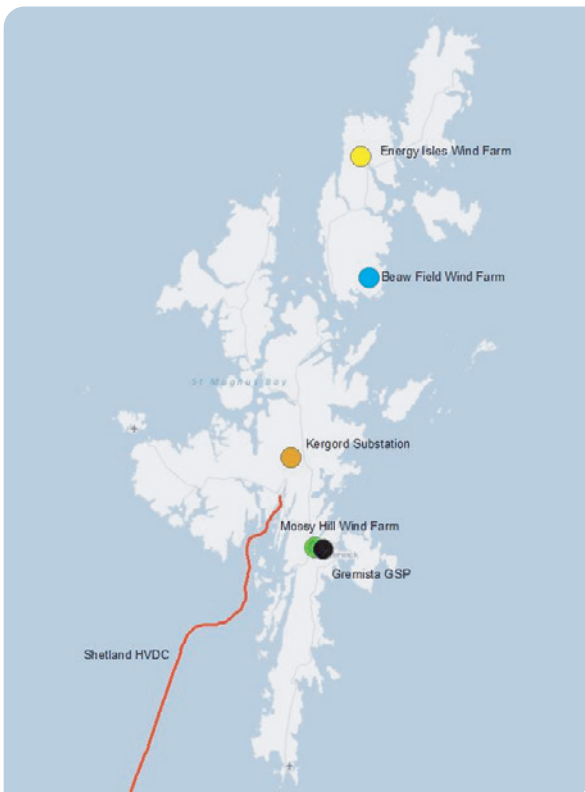 Energy Isles Wind Farm
Beaw Field Wind Farm
St Magnus Bay
Kergord Substation
Mossy Hill Wind Farm
Gremista GSP
Shetland HVDC